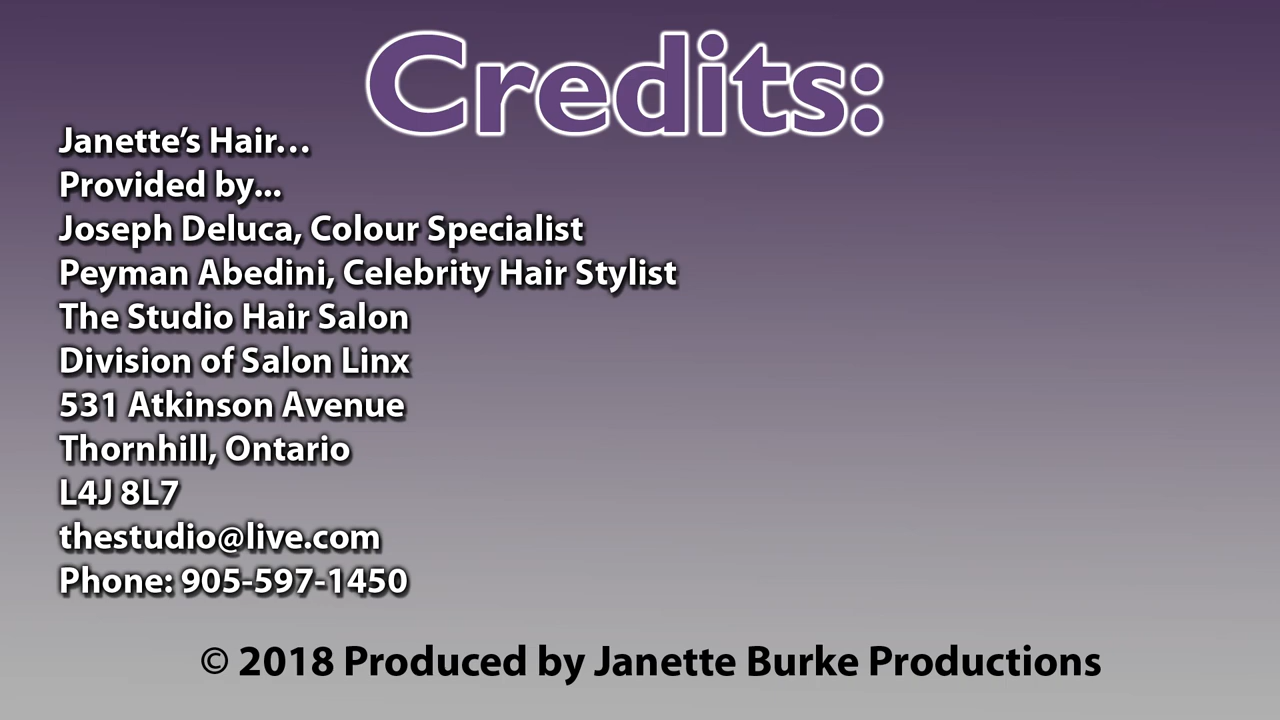 Credits:
Janette’s Hair…
Provided by...
Joseph Deluca, Colour Specialist
Peyman Abedini, Celebrity Hair Stylist
The Studio Hair Salon
Division of Salon Linx
531 Atkinson Avenue
Thornhill, Ontario
L4J 8L7
thestudio@live.com
Phone: 905-597-1450
© 2018 Produced by Janette Burke Productions